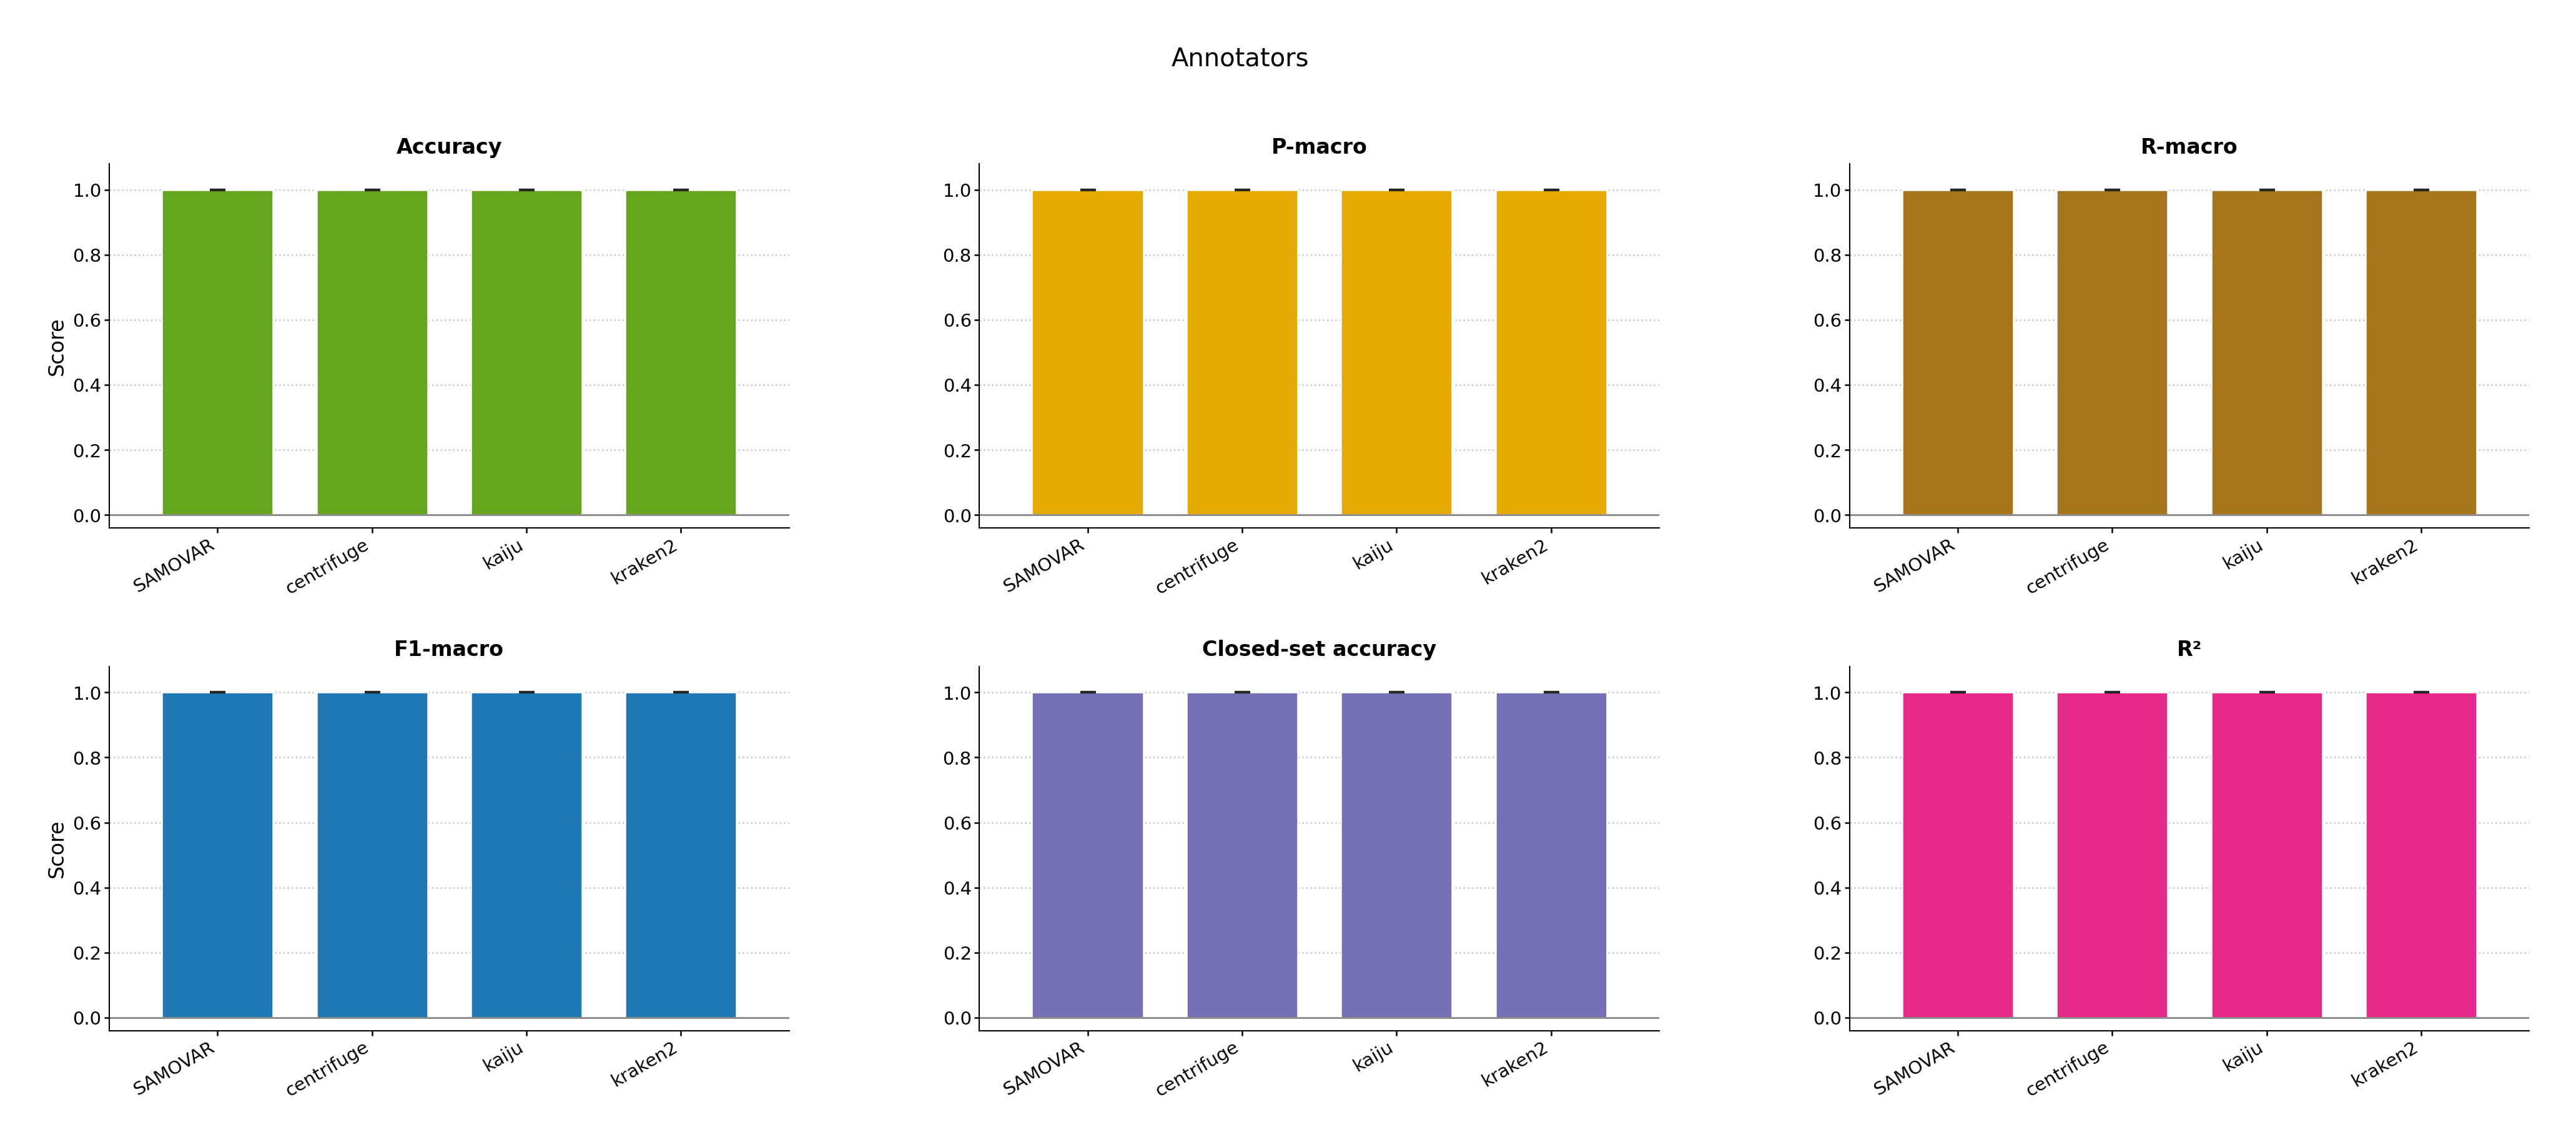 Annotators
Accuracy
Score
1.0
0.8
0.6
0.4
0.2
0.0
SAMOVAR
centrifuge
kaiju
kraken2
P-macro
1.0
0.8
0.6
0.4
0.2
0.0
SAMOVAR
centrifuge
kaiju
kraken2
R-macro
1.0
0.8
0.6
0.4
0.2
0.0
SAMOVAR
centrifuge
kaiju
kraken2
F1-macro
Score
1.0
0.8
0.6
0.4
0.2
0.0
SAMOVAR
centrifuge
kaiju
kraken2
Closed-set accuracy
1.0
0.8
0.6
0.4
0.2
0.0
SAMOVAR
centrifuge
kaiju
kraken2
R²
1.0
0.8
0.6
0.4
0.2
0.0
SAMOVAR
centrifuge
kaiju
kraken2